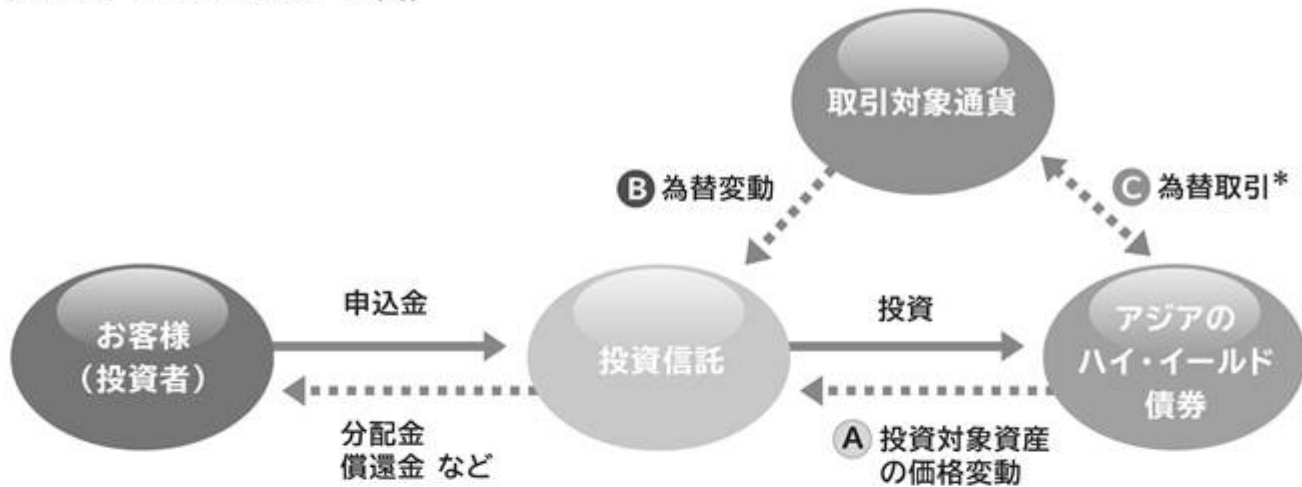 取引対象通貨
B 為替変動
C 為替取引*
お客様
(投資者)
申込金
投資信託
投資
アジアの
ハイ・イールド
債券
分配金
償還金 など
A 投資対象資産
の価格変動